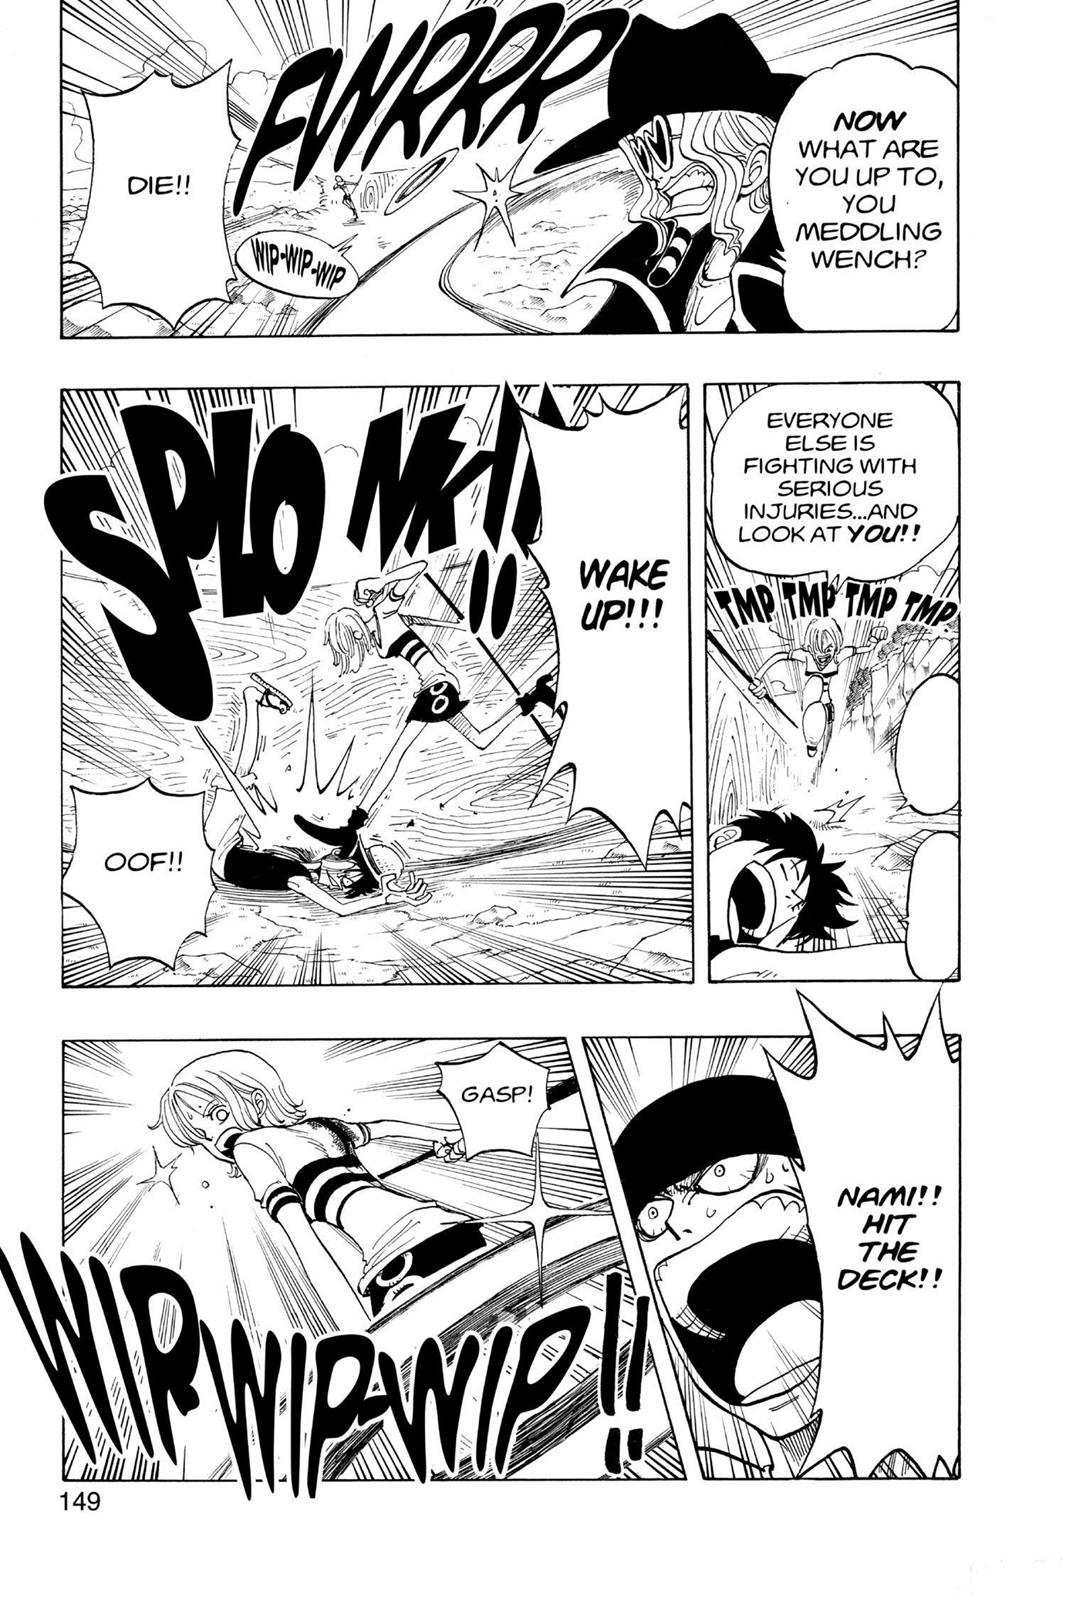 NOW
WHAT ARE
YOU UP TO,
YOU
MEDDLING
WENCH?
FWRRR
WIP-WIP-WIP
DIE!!
EVERYONE
ELSE IS
FIGHTING WITH
SERIOUS
INJURIES...AND
LOOK AT YOU!!
TMP TMP TMP TMP
WAKE
UP!!!
SPLONK!!
OOF!!
NAMI!!
HIT
THE
DECK!!
GASP!
WIP-WIP-WIP!!
149